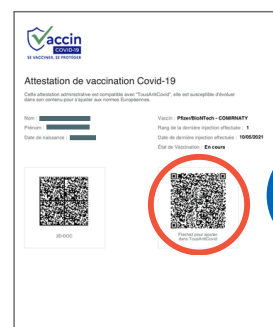 Vaccin
COVID-19
SE VACCINER, SE PROTÉGER
Attestation de vaccination Covid-19
Cette attestation administrative est compatible avec "TousAntiCovid", elle est susceptible d'évoluer
dans son contenu pour s'ajuster aux normes Européennes.
Nom :
Prénom :
Date de naissance :
Vaccin : Pfizer/BioNTech - COMIRNATY
Rang de la dernière injection effectuée : 1
Date de dernière injection effectuée : 10/05/2021
État de Vaccination : En cours
2D-DOC
Flashez pour ajouter
dans TousAntiCovid